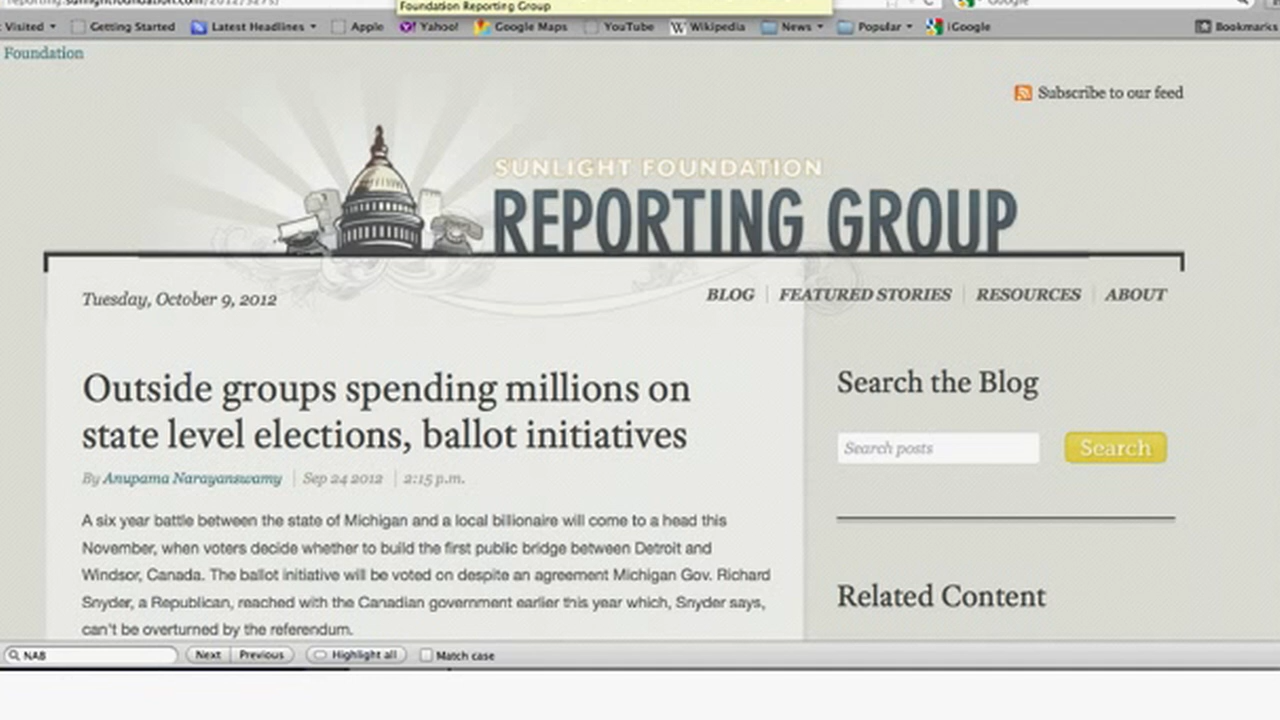 Foundation Reporting Group
Visited
Getting Started
Latest Headlines
Apple
Yahoo!
Google Maps
YouTube
Wikipedia
News
Popular
iGoogle
Bookmarks
Foundation
Subscribe to our feed
SUNLIGHT FOUNDATION
REPORTING GROUP
Tuesday, October 9, 2012
BLOG
FEATURED STORIES
RESOURCES
ABOUT
Outside groups spending millions on
state level elections, ballot initiatives
By Anupama Narayanswamy
Sep 24 2012
2:15 p.m.
A six year battle between the state of Michigan and a local billionaire will come to a head this
November, when voters decide whether to build the first public bridge between Detroit and
Windsor, Canada. The ballot initiative will be voted on despite an agreement Michigan Gov. Richard
Snyder, a Republican, reached with the Canadian government earlier this year which, Snyder says,
can't be overturned by the referendum.
Search the Blog
Search posts
Search
Related Content
NAB
Next
Previous
Highlight all
Match case